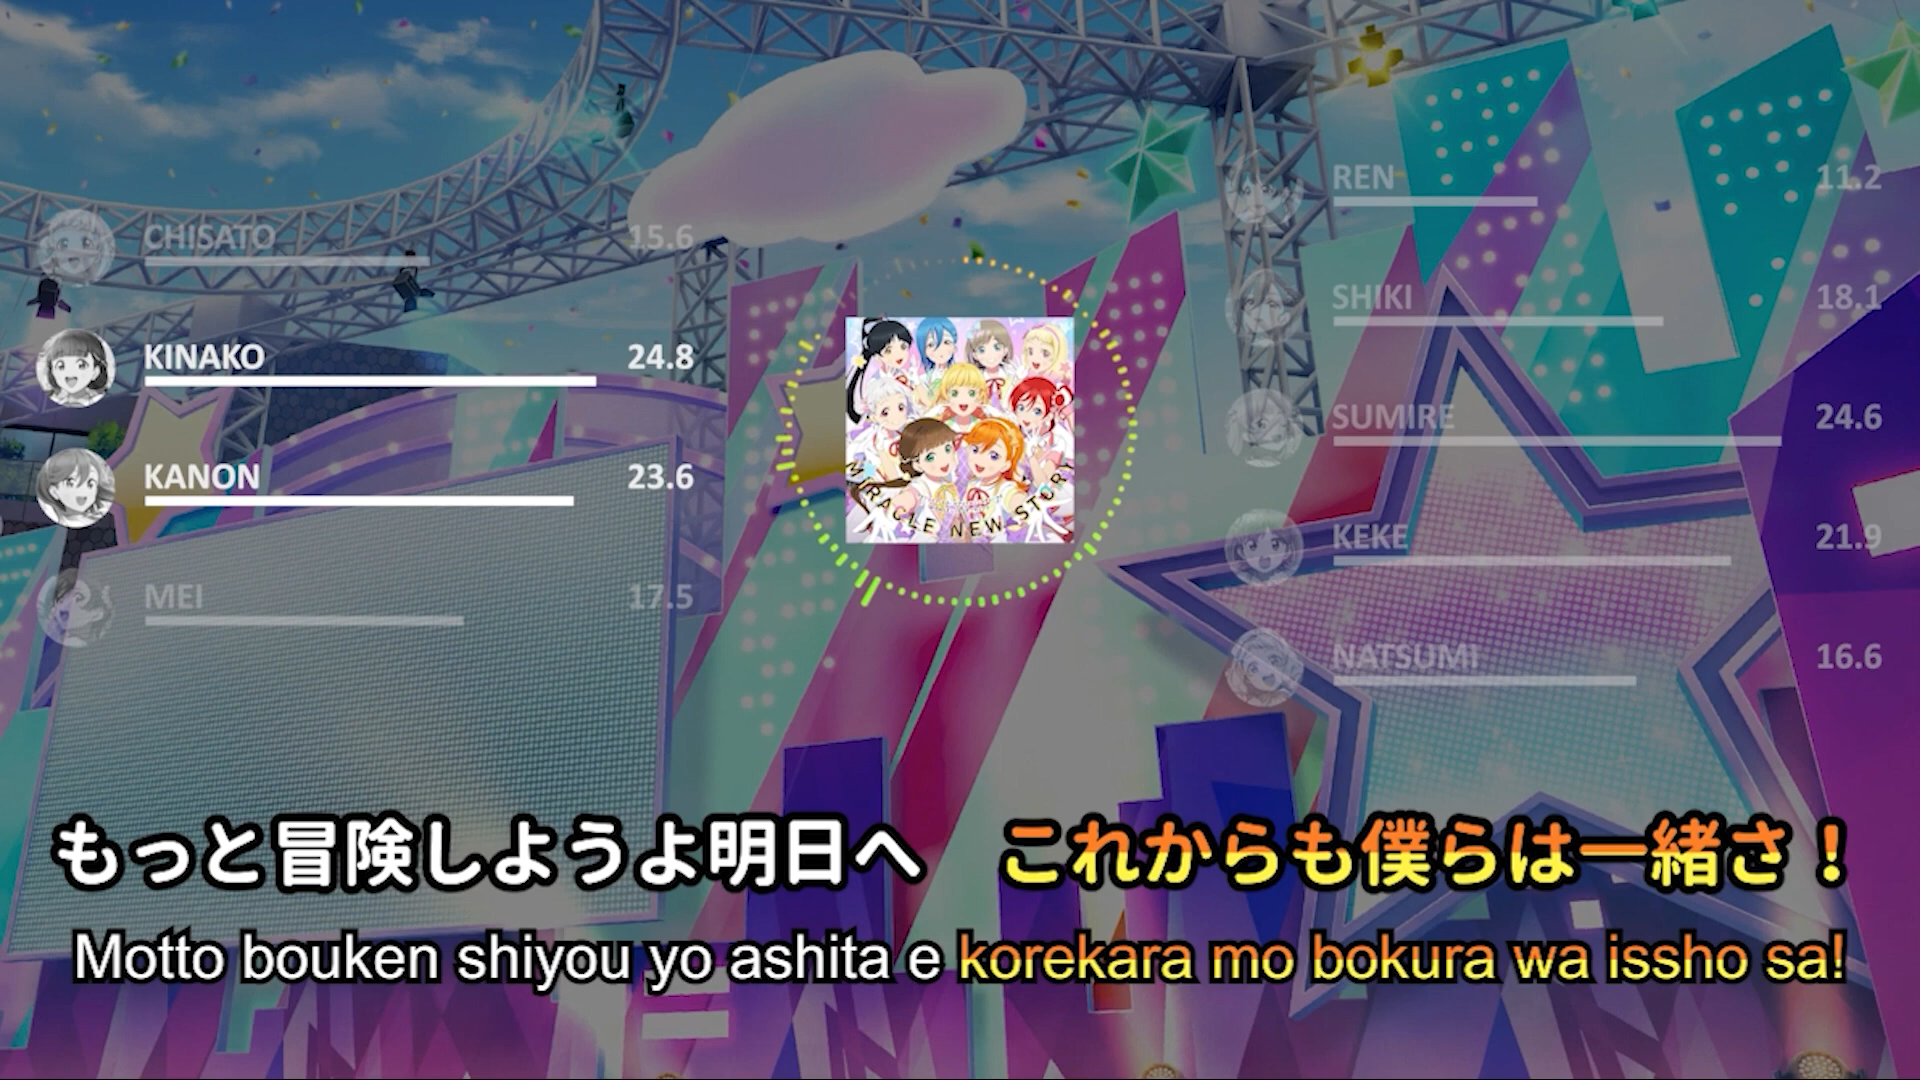 CHISATO 15.6
KINAKO 24.8
KANON 23.6
MEI 17.5
MIRACLE NEW STORY
REN 11.2
SHIKI 18.1
SUMIRE 24.6
KEKE 21.9
NATSUMI 16.6
もっと冒険しようよ明日へ　これからも僕らは一緒さ！
Motto bouken shiyou yo ashita e korekara mo bokura wa issho sa!